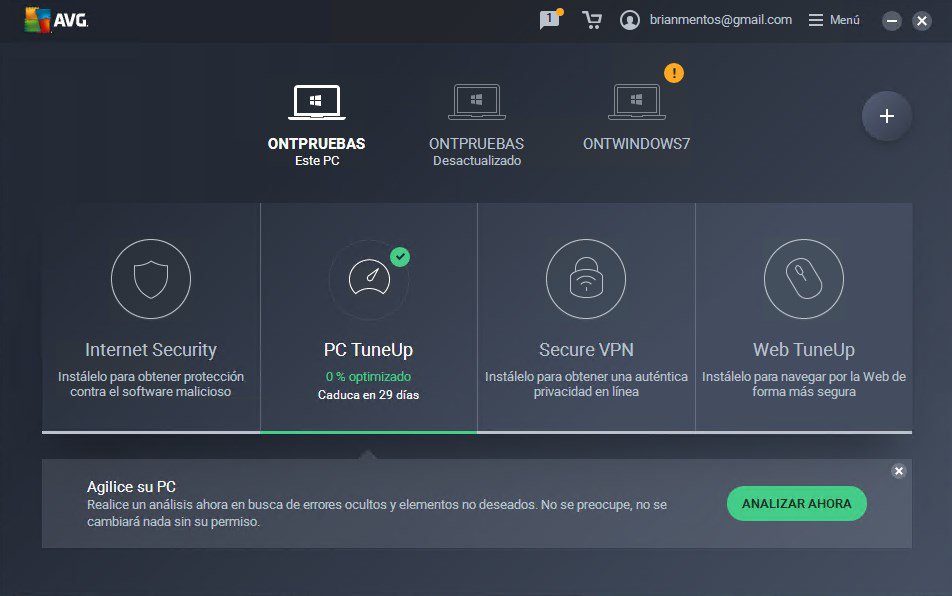 AVG.
1
brianmentos@gmail.com
Menú
!
ONTPRUEBAS
Este PC
ONTPRUEBAS
Desactualizado
ONTWINDOWS7
Internet Security
Instálelo para obtener protección
contra el software malicioso
PC TuneUp
0 % optimizado
Caduca en 29 días
Secure VPN
Instálelo para obtener una auténtica
privacidad en línea
Web TuneUp
Instálelo para navegar por la Web de
forma más segura
Agilice su PC
Realice un análisis ahora en busca de errores ocultos y elementos no deseados. No se preocupe, no se
cambiará nada sin su permiso.
ANALIZAR AHORA